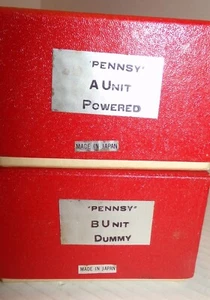 'PENNSY'
A UNIT
POWERED
MADE IN JAPAN
'PENNSY'
B UNIT
DUMMY
MADE IN JAPAN